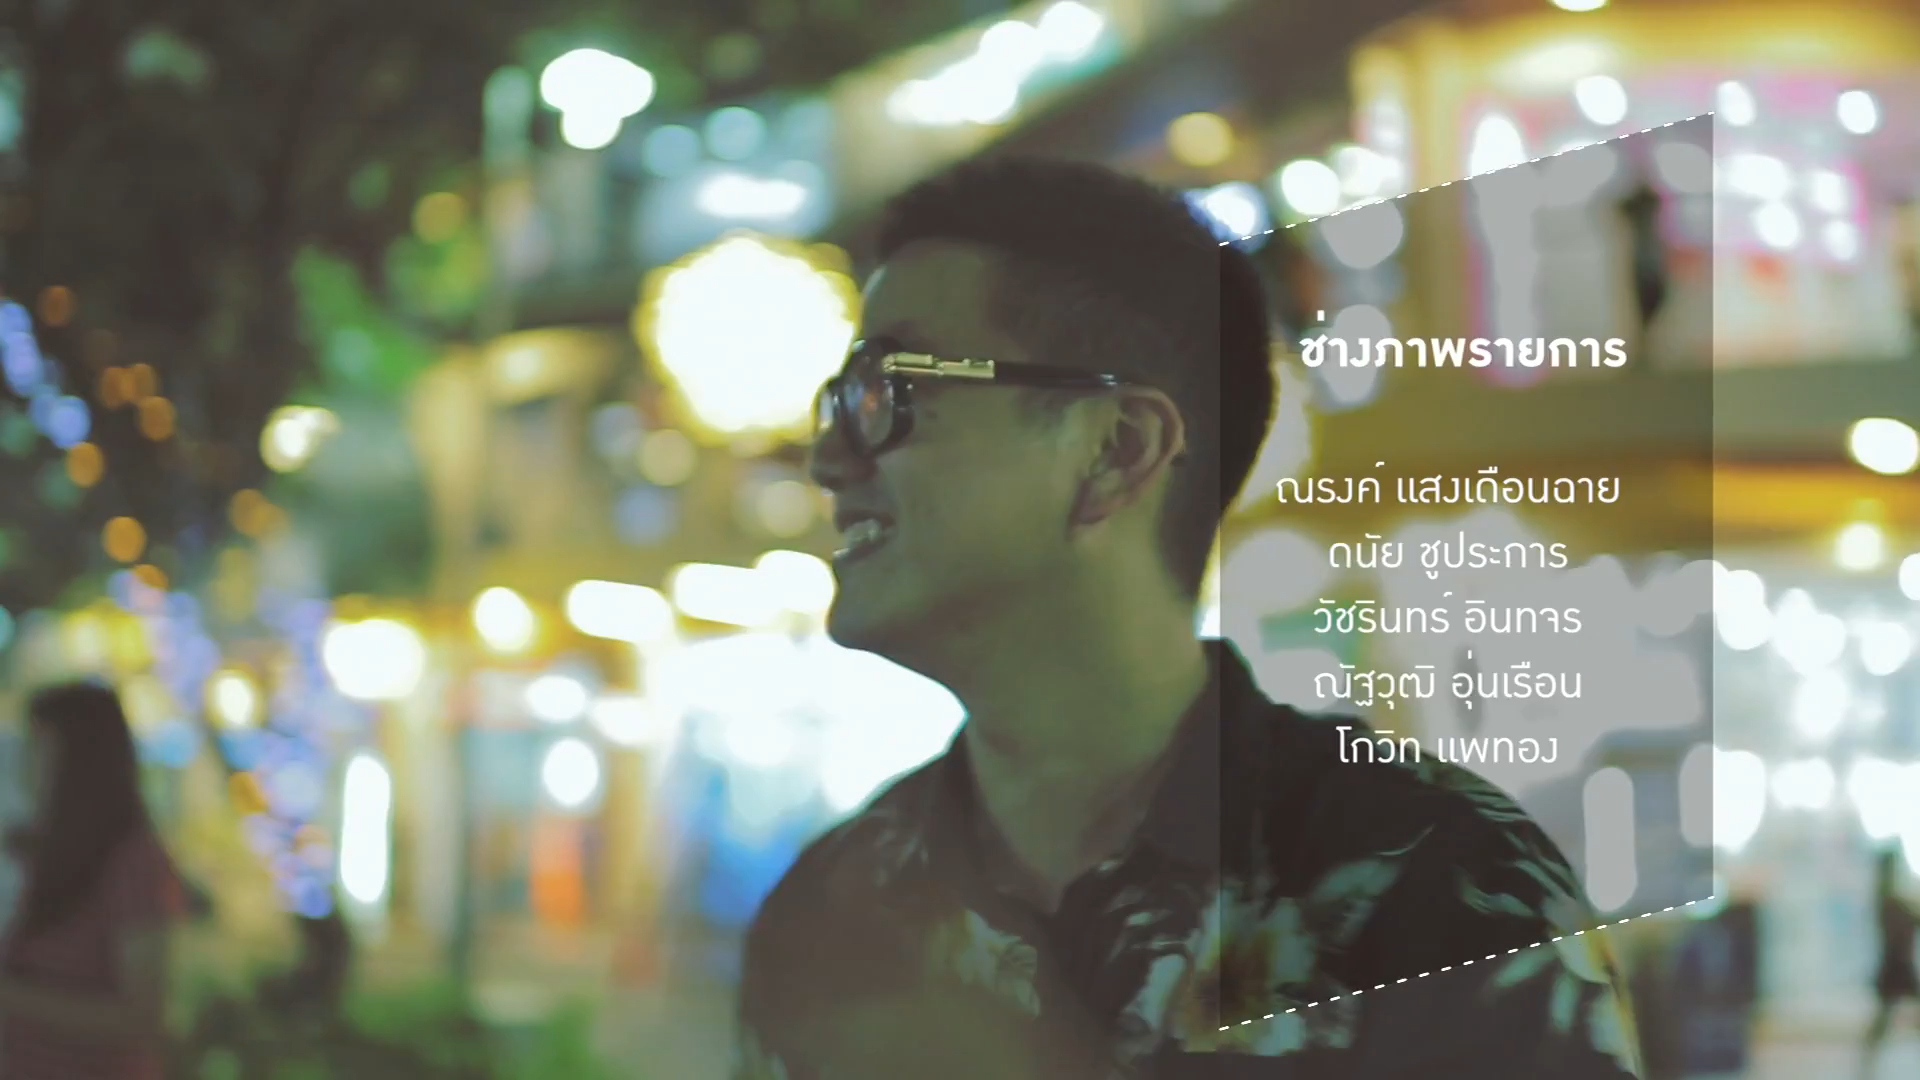 ช่างภาพรายการ
ณรงค์ แสงเดือนฉาย
ดนัย ชูประการ
วัชรินทร์ อินทจร
ณัฐวุฒิ อุ่นเรือน
โกวิท แพทอง